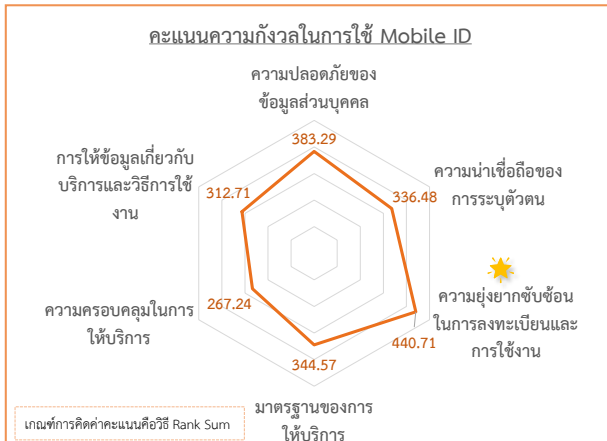 คะแนนความกังวลในการใช้ Mobile ID
ความปลอดภัยของ
ข้อมูลส่วนบุคคล
383.29
ความน่าเชื่อถือของ
การระบุตัวตน
336.48
ความยุ่งยากซับซ้อน
ในการลงทะเบียนและ
การใช้งาน
440.71
มาตรฐานของการ
ให้บริการ
344.57
ความครอบคลุมในการ
ให้บริการ
267.24
การให้ข้อมูลเกี่ยวกับ
บริการและวิธีการใช้
งาน
312.71
เกณฑ์การคิดค่าคะแนนคือวิธี Rank Sum